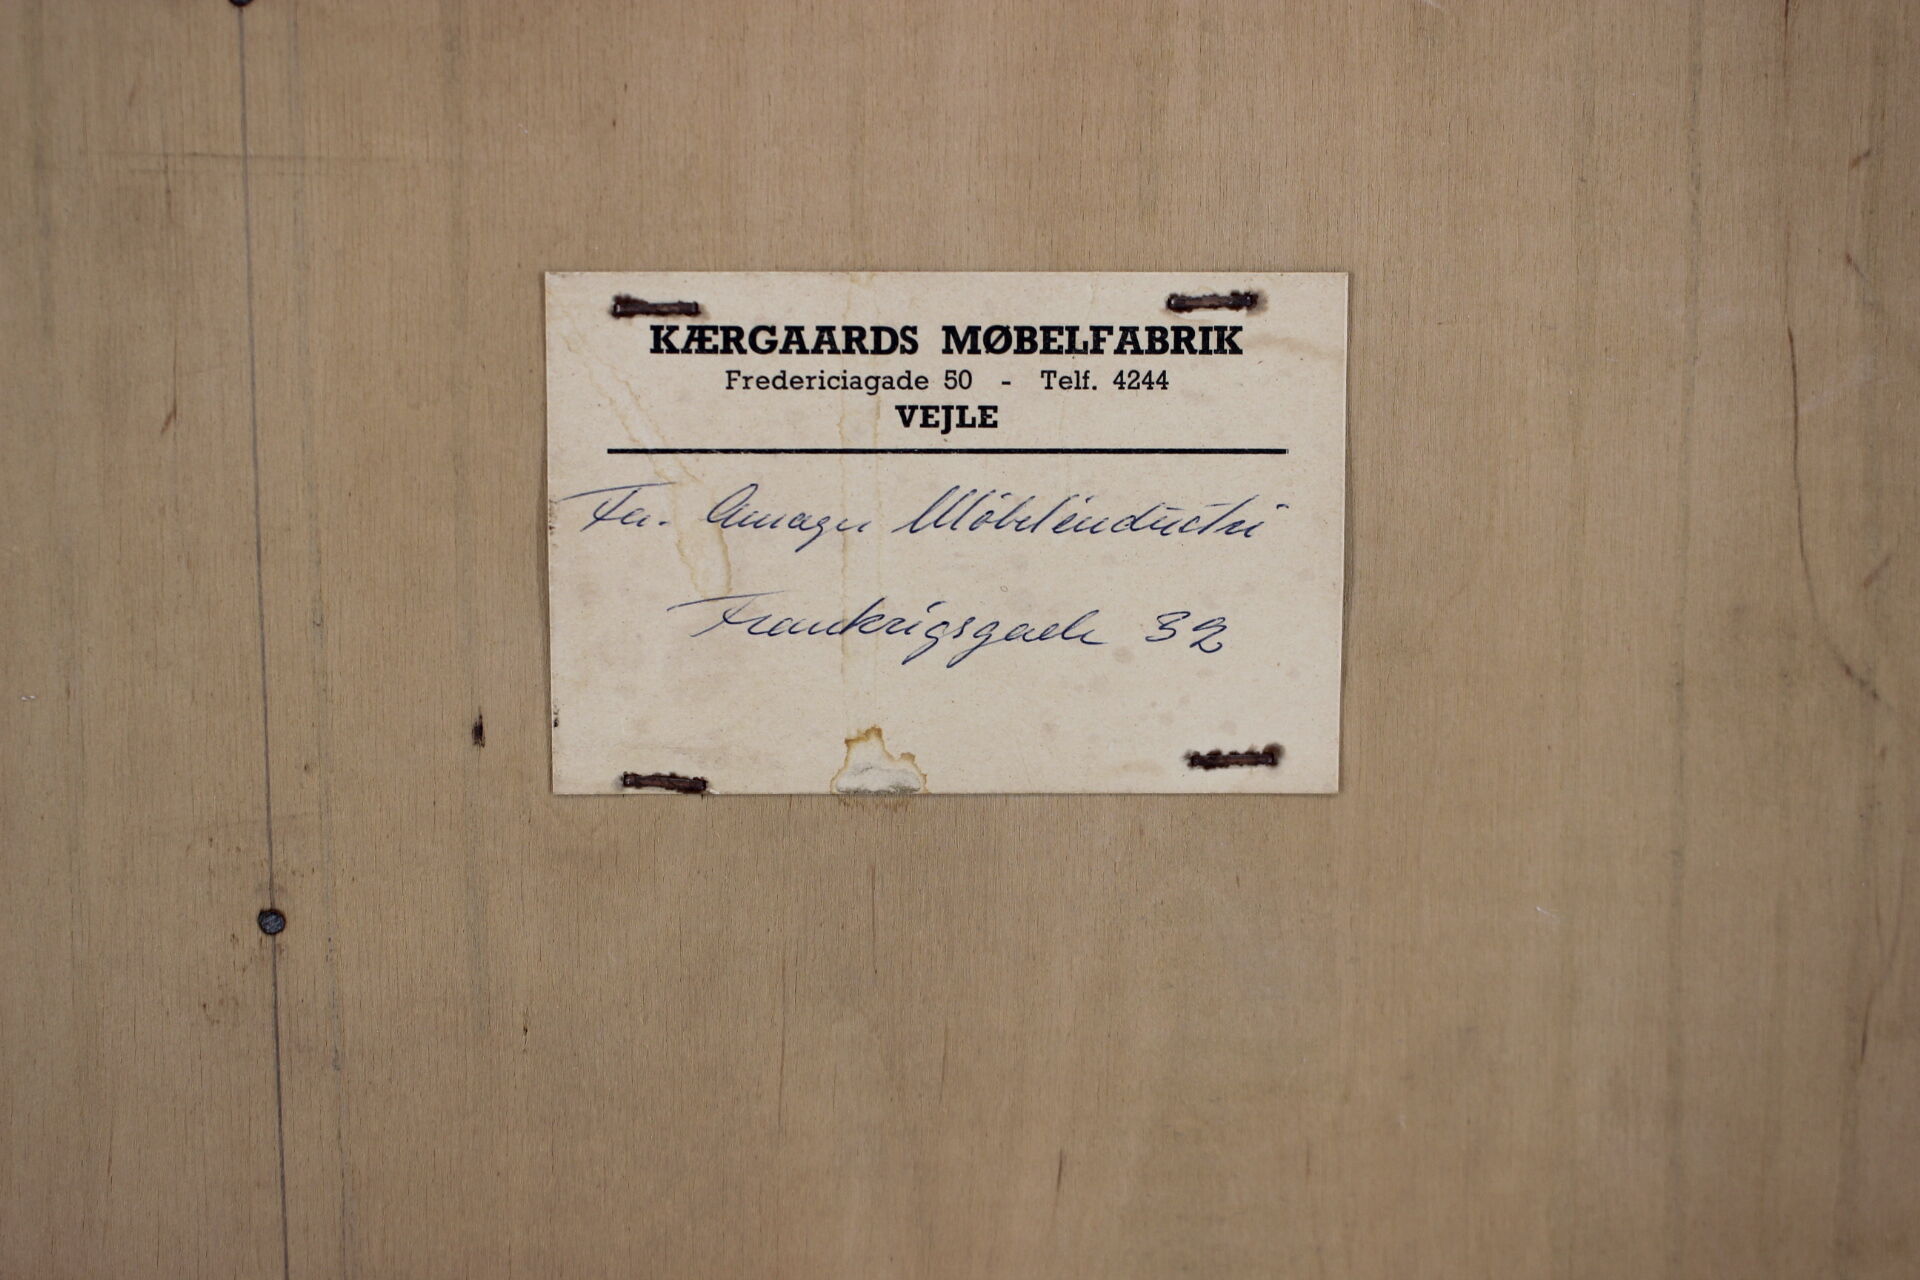 KÆRGAARDS MØBELFABRIK
Fredericiagade 50 - Telf. 4244
VEJLE
Fa. Amager Møbelindustri
Frankrigsgade 32